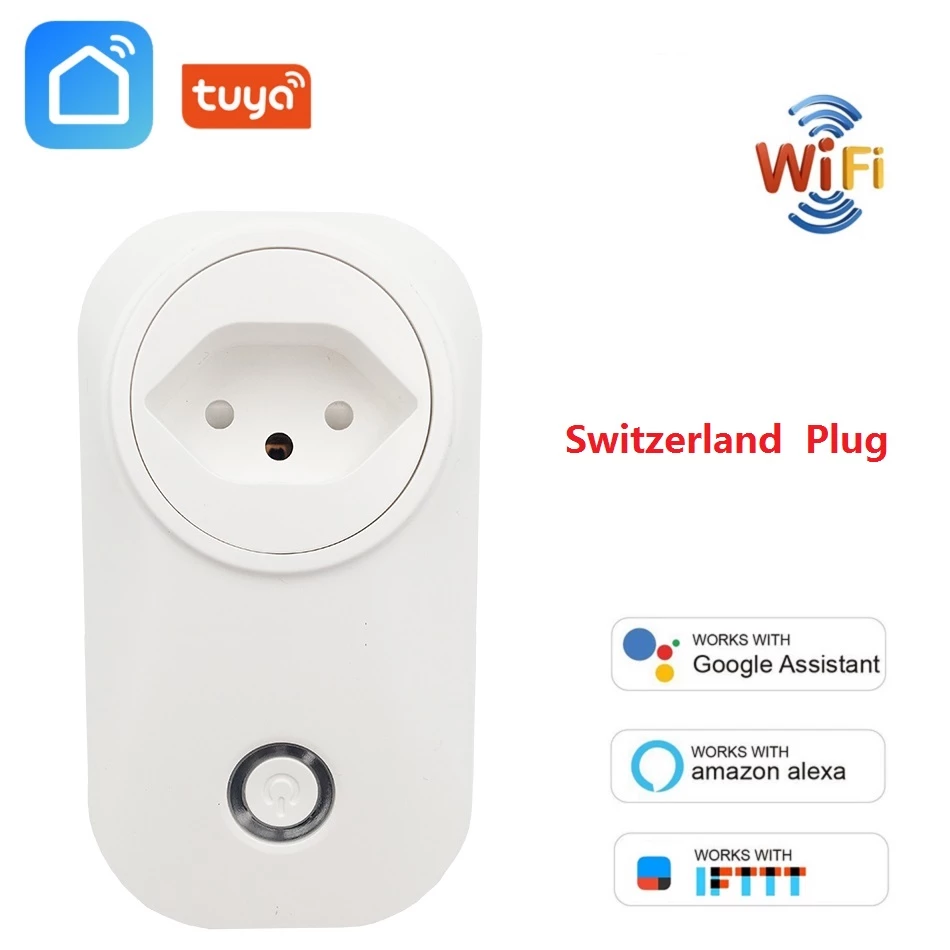 tuya
WiFi
Switzerland Plug
WORKS WITH
Google Assistant
WORKS WITH
amazon alexa
WORKS WITH
IFTTT